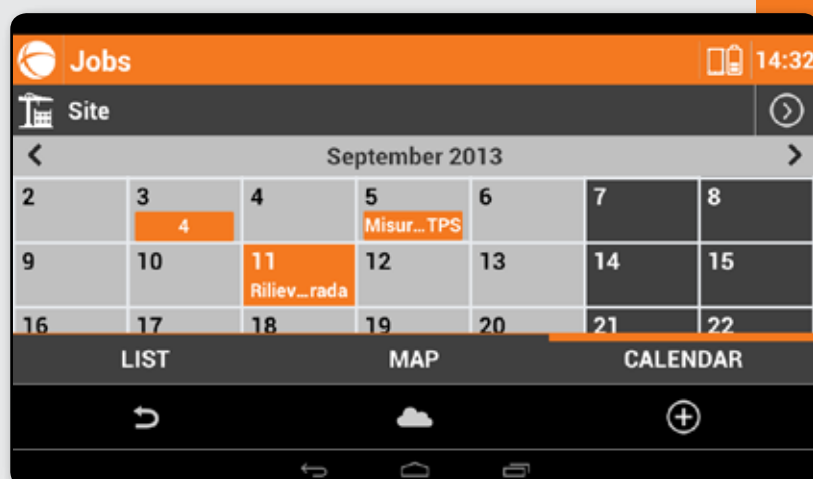 Jobs 14:32
Site
September 2013
2 3 4 5 6 7 8
4 Misur...TPS
9 10 11 12 13 14 15
Riliev...rada
16 17 18 19 20 21 22
LIST MAP CALENDAR